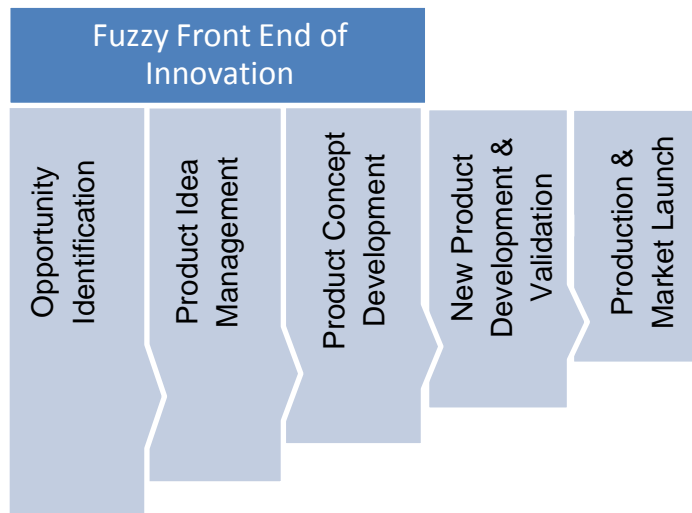 Fuzzy Front End of
Innovation
Opportunity
Identification
Product Idea
Management
Product Concept
Development
New Product
Development &
Validation
Production &
Market Launch